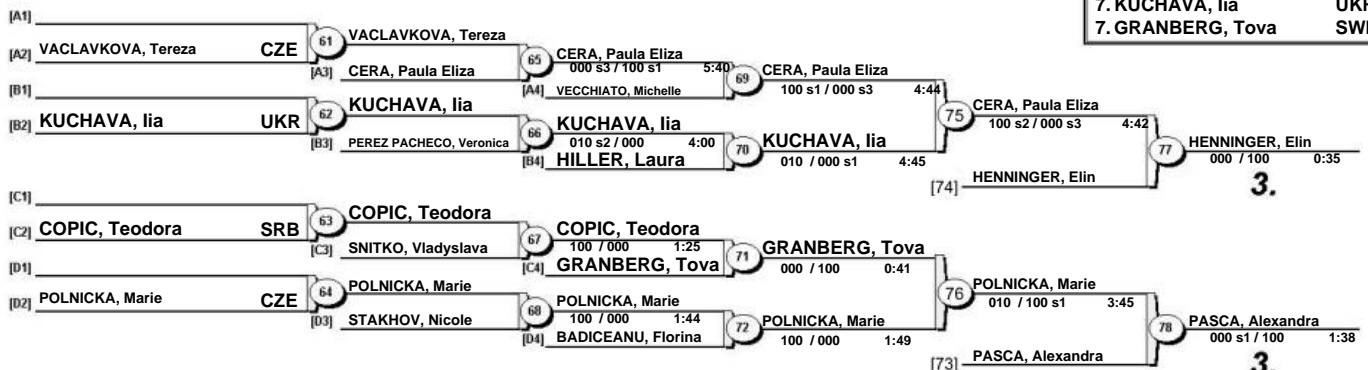 7. KUCHAVA, Iia UKR
7. GRANBERG, Tova SWE
[A1]
[A2] VACLAVKOVA, Tereza CZE
61 VACLAVKOVA, Tereza
[A3] CERA, Paula Eliza
65 CERA, Paula Eliza
000 s3 / 100 s1 5:40
[A4] VECCHIATO, Michelle
69 CERA, Paula Eliza
100 s1 / 000 s3 4:44
[B1]
[B2] KUCHAVA, Iia UKR
62 KUCHAVA, Iia
[B3] PEREZ PACHECO, Veronica
66 KUCHAVA, Iia
010 s2 / 000 4:00
[B4] HILLER, Laura
70 KUCHAVA, Iia
010 / 000 s1 4:45
75 CERA, Paula Eliza
100 s2 / 000 s3 4:42
[74] HENNINGER, Elin
77 HENNINGER, Elin
000 / 100 0:35
3.
[C1]
[C2] COPIC, Teodora SRB
63 COPIC, Teodora
[C3] SNITKO, Vladyslava
67 COPIC, Teodora
100 / 000 1:25
[C4] GRANBERG, Tova
71 GRANBERG, Tova
000 / 100 0:41
[D1]
[D2] POLNICKA, Marie CZE
64 POLNICKA, Marie
[D3] STAKHOV, Nicole
68 POLNICKA, Marie
100 / 000 1:44
[D4] BADICEANU, Florina
72 POLNICKA, Marie
100 / 000 1:49
76 POLNICKA, Marie
010 / 100 s1 3:45
[73] PASCA, Alexandra
78 PASCA, Alexandra
000 s1 / 100 1:38
3.